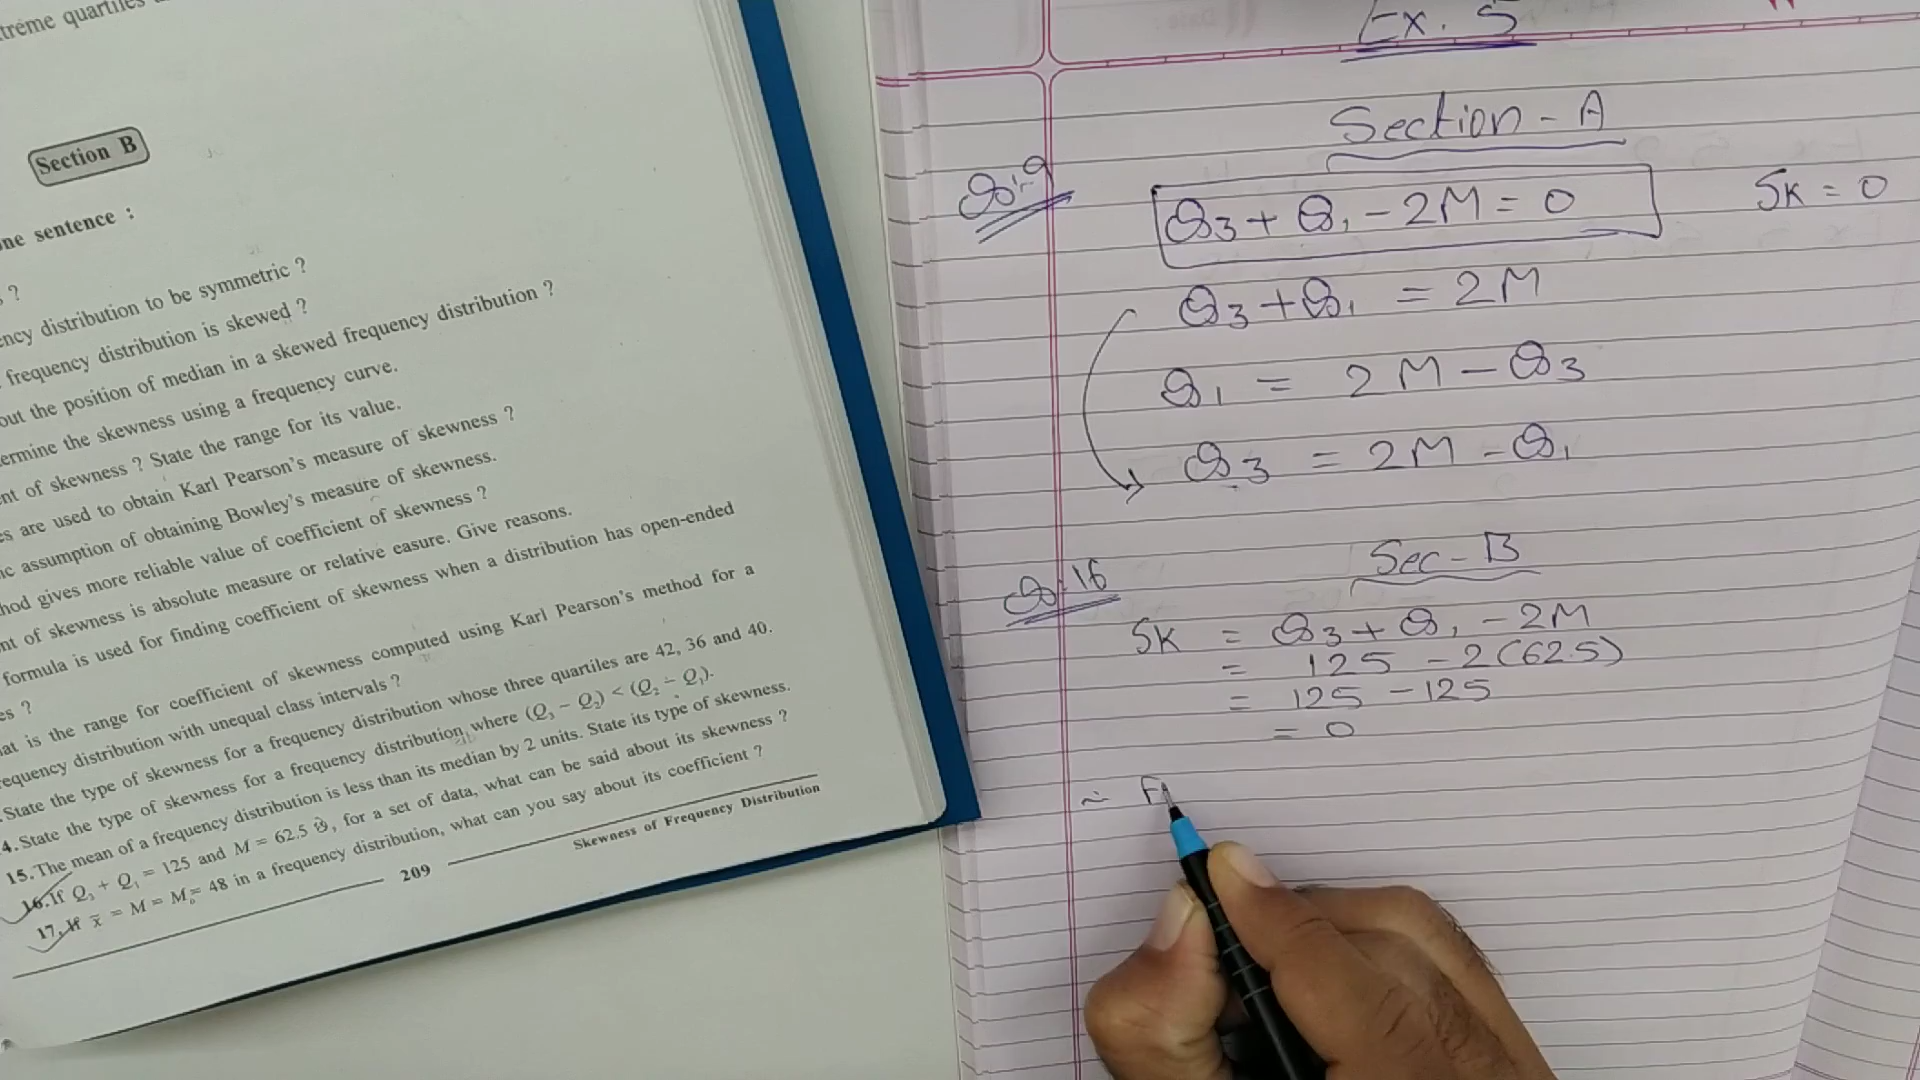 treme quartiles
Section B
ne sentence :
?
ency distribution to be symmetric ?
frequency distribution is skewed ?
out the position of median in a skewed frequency distribution ?
ermine the skewness using a frequency curve.
nt of skewness ? State the range for its value.
es are used to obtain Karl Pearson's measure of skewness ?
ic assumption of obtaining Bowley's measure of skewness.
hod gives more reliable value of coefficient of skewness ?
nt of skewness is absolute measure or relative easure. Give reasons.
formula is used for finding coefficient of skewness when a distribution has open-ended
es ?
at is the range for coefficient of skewness computed using Karl Pearson's method for a
requency distribution with unequal class intervals ?
State the type of skewness for a frequency distribution whose three quartiles are 42, 36 and 40.
4. State the type of skewness for a frequency distribution where (Q₃ − Q₂) < (Q₂ − Q₁).
15. The mean of a frequency distribution is less than its median by 2 units. State its type of skewness.
16. If Q₃ + Q₁ = 125 and M = 62.5, for a set of data, what can be said about its skewness ?
17. If x̄ = M = Mₒ = 48 in a frequency distribution, what can you say about its coefficient ?
209
Skewness of Frequency Distribution
Ex. 5
Section - A
Q:-9
Q₃ + Q₁ - 2M = 0
SK = 0
Q₃ + Q₁ = 2M
Q₁ = 2M - Q₃
Q₃ = 2M - Q₁
Sec - B
Q:16
SK = Q₃ + Q₁ - 2M
= 125 - 2(62.5)
= 125 - 125
= 0